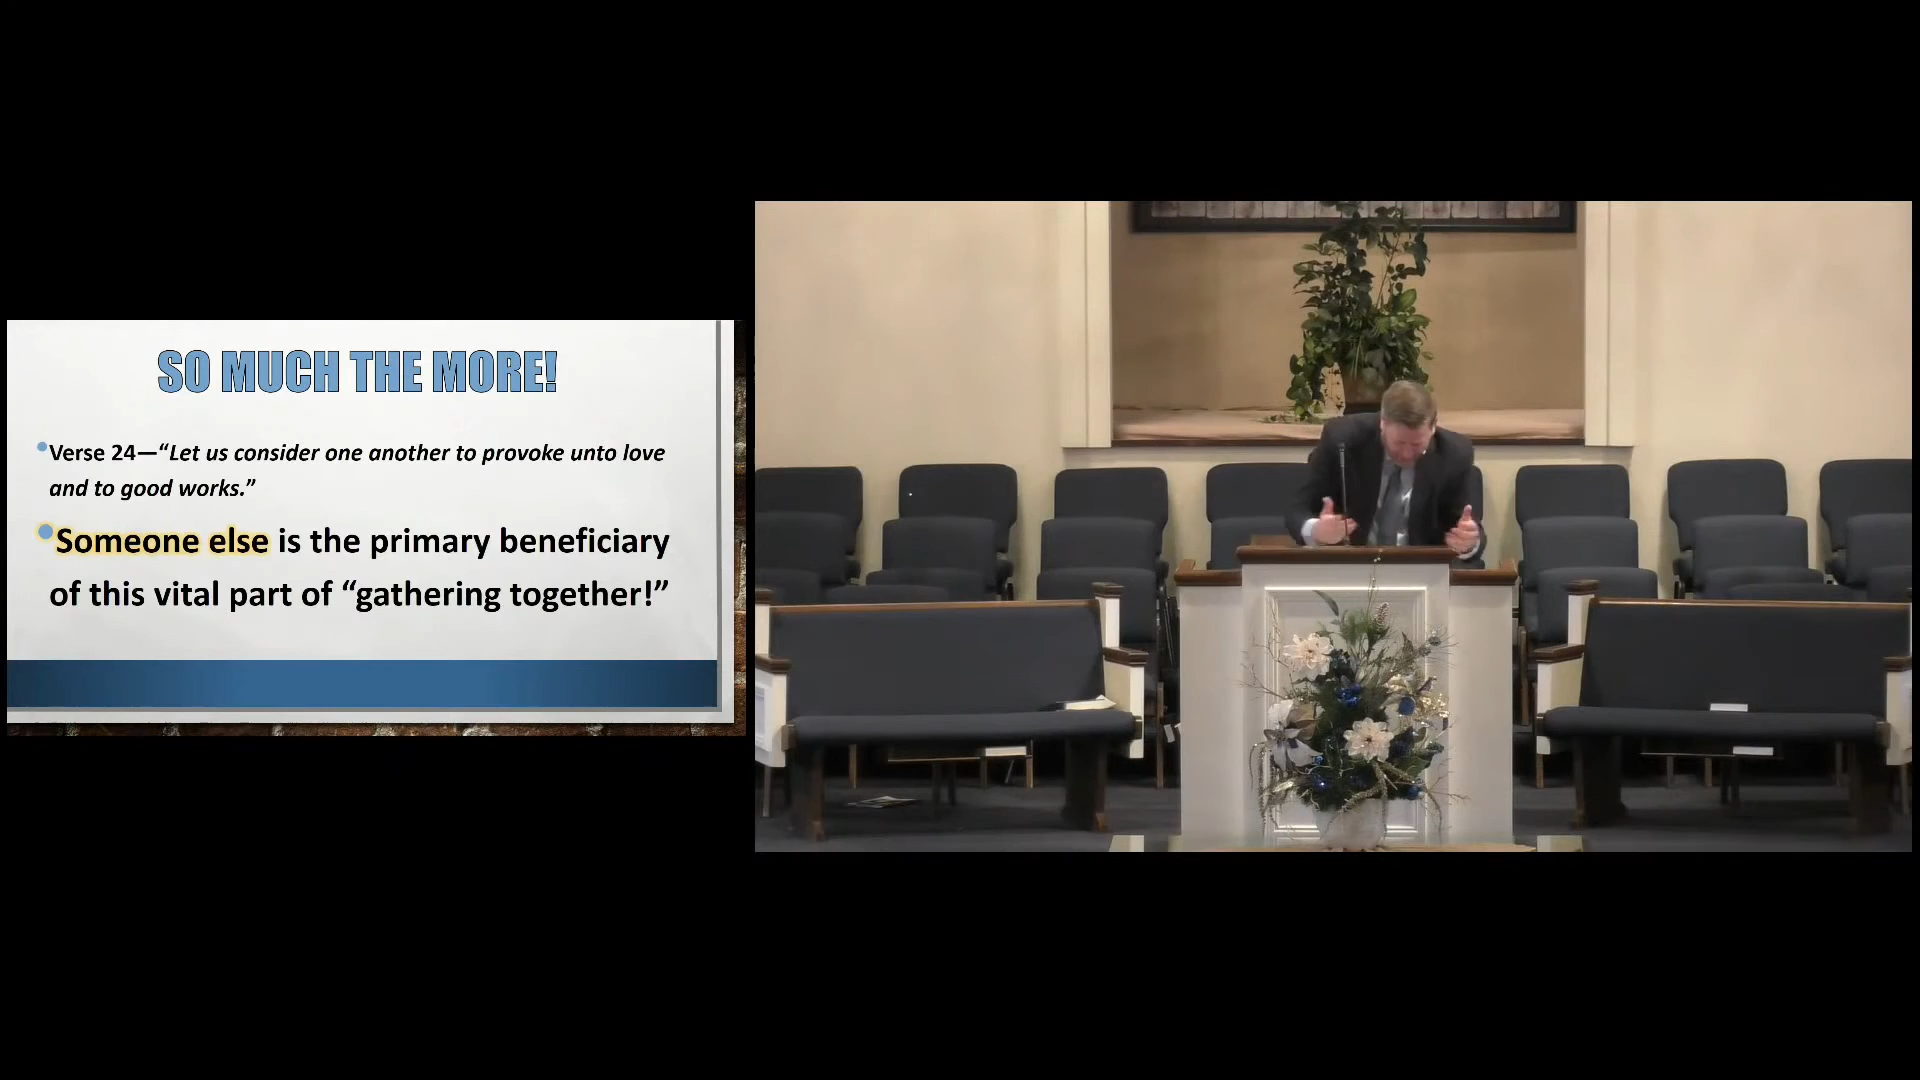 SO MUCH THE MORE!
•Verse 24—“Let us consider one another to provoke unto love
and to good works.”
•Someone else is the primary beneficiary
of this vital part of “gathering together!”